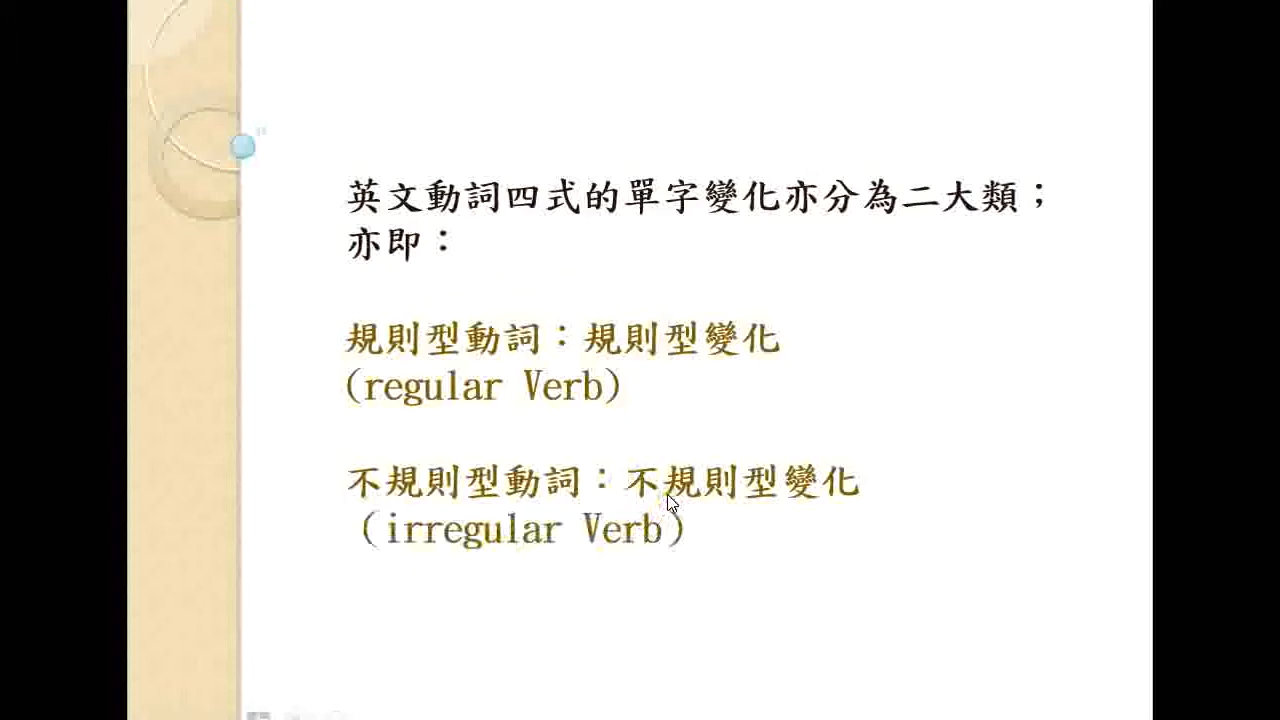 英文動詞四式的單字變化亦分為二大類；
亦即：
規則型動詞：規則型變化
(regular Verb)
不規則型動詞：不規則型變化
（irregular Verb）